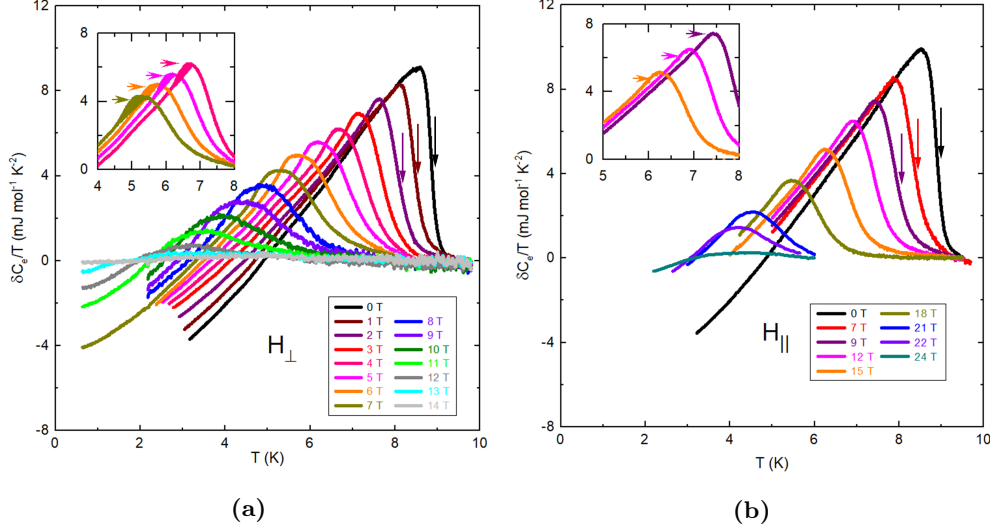 12
8
4
0
-4
-8
0
2
4
6
8
10
δCₑ/T (mJ mol⁻¹ K⁻²)
T (K)
8
4
0
4
5
6
7
8
H⊥
0 T
1 T
8 T
2 T
9 T
3 T
10 T
4 T
11 T
5 T
12 T
6 T
13 T
7 T
14 T
(a)
12
8
4
0
-4
-8
0
2
4
6
8
10
δCₑ/T (mJ mol⁻¹ K⁻²)
T (K)
8
6
4
2
0
5
6
7
8
H||
0 T
18 T
7 T
21 T
9 T
22 T
12 T
24 T
15 T
(b)